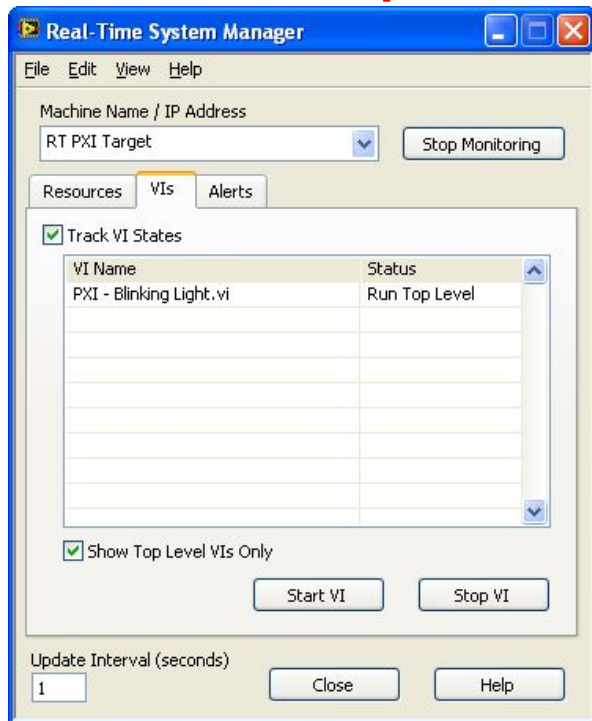 Real-Time System Manager
File Edit View Help
Machine Name / IP Address
RT PXI Target Stop Monitoring
Resources VIs Alerts
Track VI States
VI Name Status
PXI - Blinking Light.vi Run Top Level
Show Top Level VIs Only
Start VI Stop VI
Update Interval (seconds)
1 Close Help